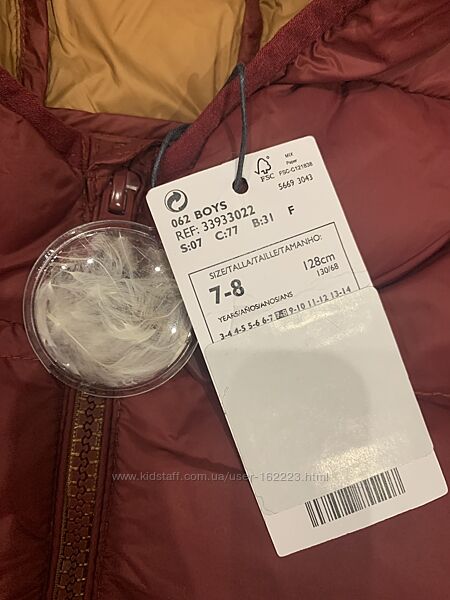 FSC
MIX
Paper
FSC-C121838
5669 3043
062 BOYS
REF: 33933022
S:07 C:77 B:31 F
SIZE/TALLA/TAILLE/TAMANHO:
7-8
128cm
130/68
YEARS/AÑOS/ANOS/ANS
3-4 4-5 5-6 6-7 7-8 9-10 11-12 13-14
www.kidstaff.com.ua/user-162223.html